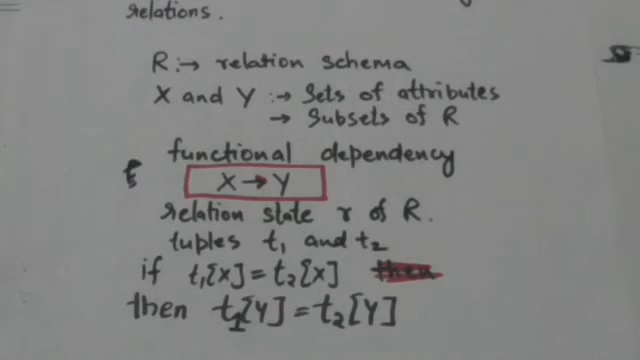 relations.
R :→ relation schema
X and Y :→ Sets of attributes
→ Subsets of R
functional dependency
X → Y
relation state r of R.
tuples t₁ and t₂
if t₁[X] = t₂[X] then
then t₁[Y] = t₂[Y]